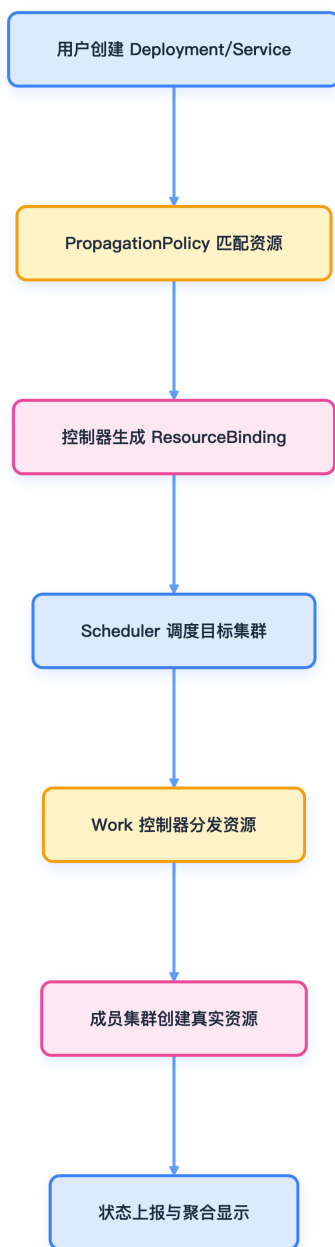 用户创建 Deployment/Service
PropagationPolicy 匹配资源
控制器生成 ResourceBinding
Scheduler 调度目标集群
Work 控制器分发资源
成员集群创建真实资源
状态上报与聚合显示